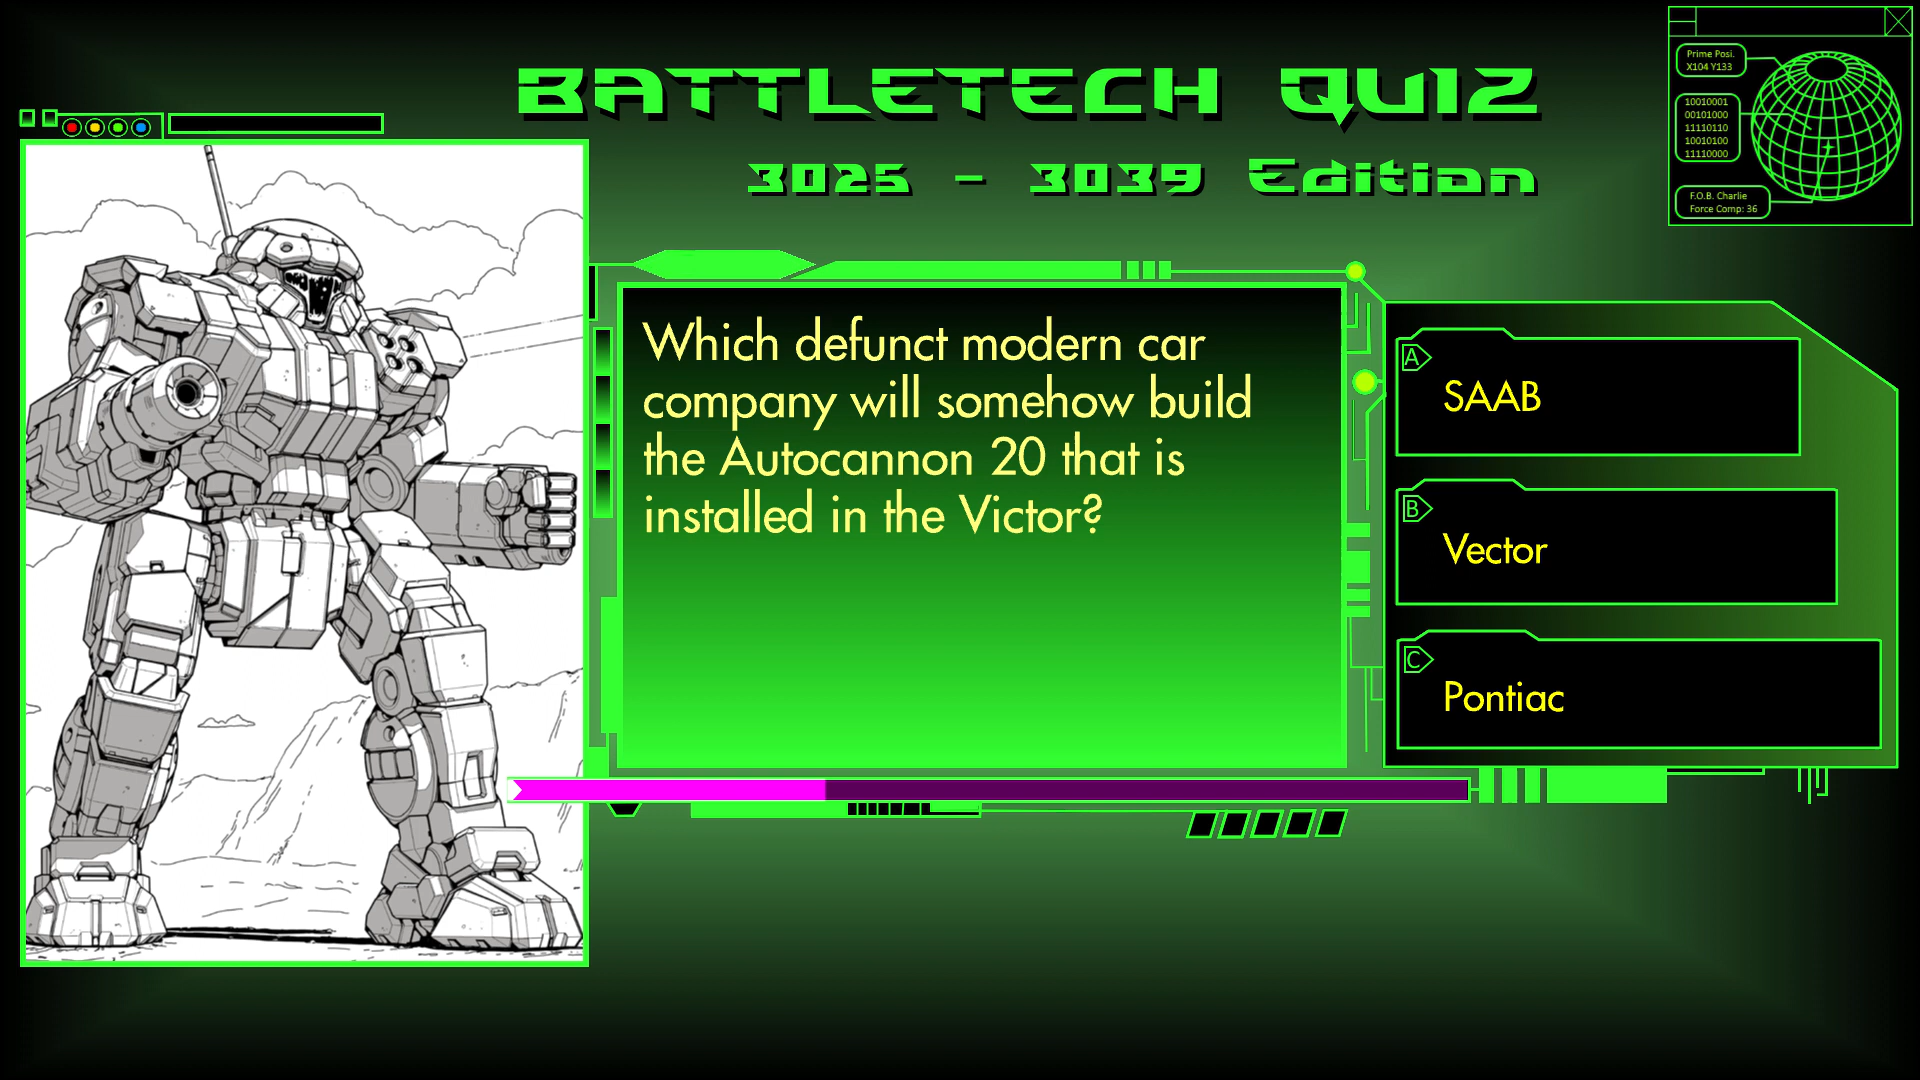 BATTLETECH QUIZ
3025 - 3039 Edition
Prime Posi.
X104 Y133
10010001
00101000
11110110
10010100
11110000
F.O.B. Charlie
Force Comp: 36
Which defunct modern car
company will somehow build
the Autocannon 20 that is
installed in the Victor?
A
SAAB
B
Vector
C
Pontiac